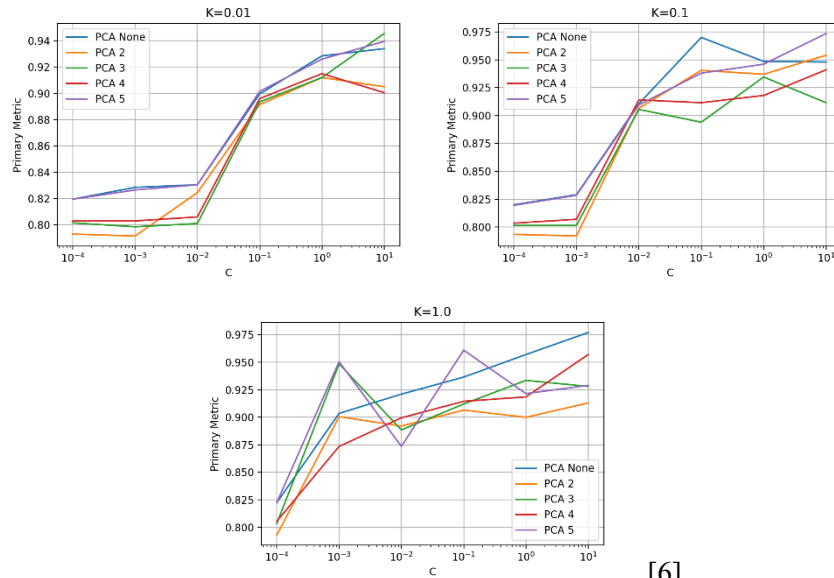 K=0.01
Primary Metric
0.94
0.92
0.90
0.88
0.86
0.84
0.82
0.80
PCA None
PCA 2
PCA 3
PCA 4
PCA 5
10⁻⁴ 10⁻³ 10⁻² 10⁻¹ 10⁰ 10¹
C
K=0.1
Primary Metric
0.975
0.950
0.925
0.900
0.875
0.850
0.825
0.800
PCA None
PCA 2
PCA 3
PCA 4
PCA 5
10⁻⁴ 10⁻³ 10⁻² 10⁻¹ 10⁰ 10¹
C
K=1.0
Primary Metric
0.975
0.950
0.925
0.900
0.875
0.850
0.825
0.800
PCA None
PCA 2
PCA 3
PCA 4
PCA 5
10⁻⁴ 10⁻³ 10⁻² 10⁻¹ 10⁰ 10¹
C
[6]